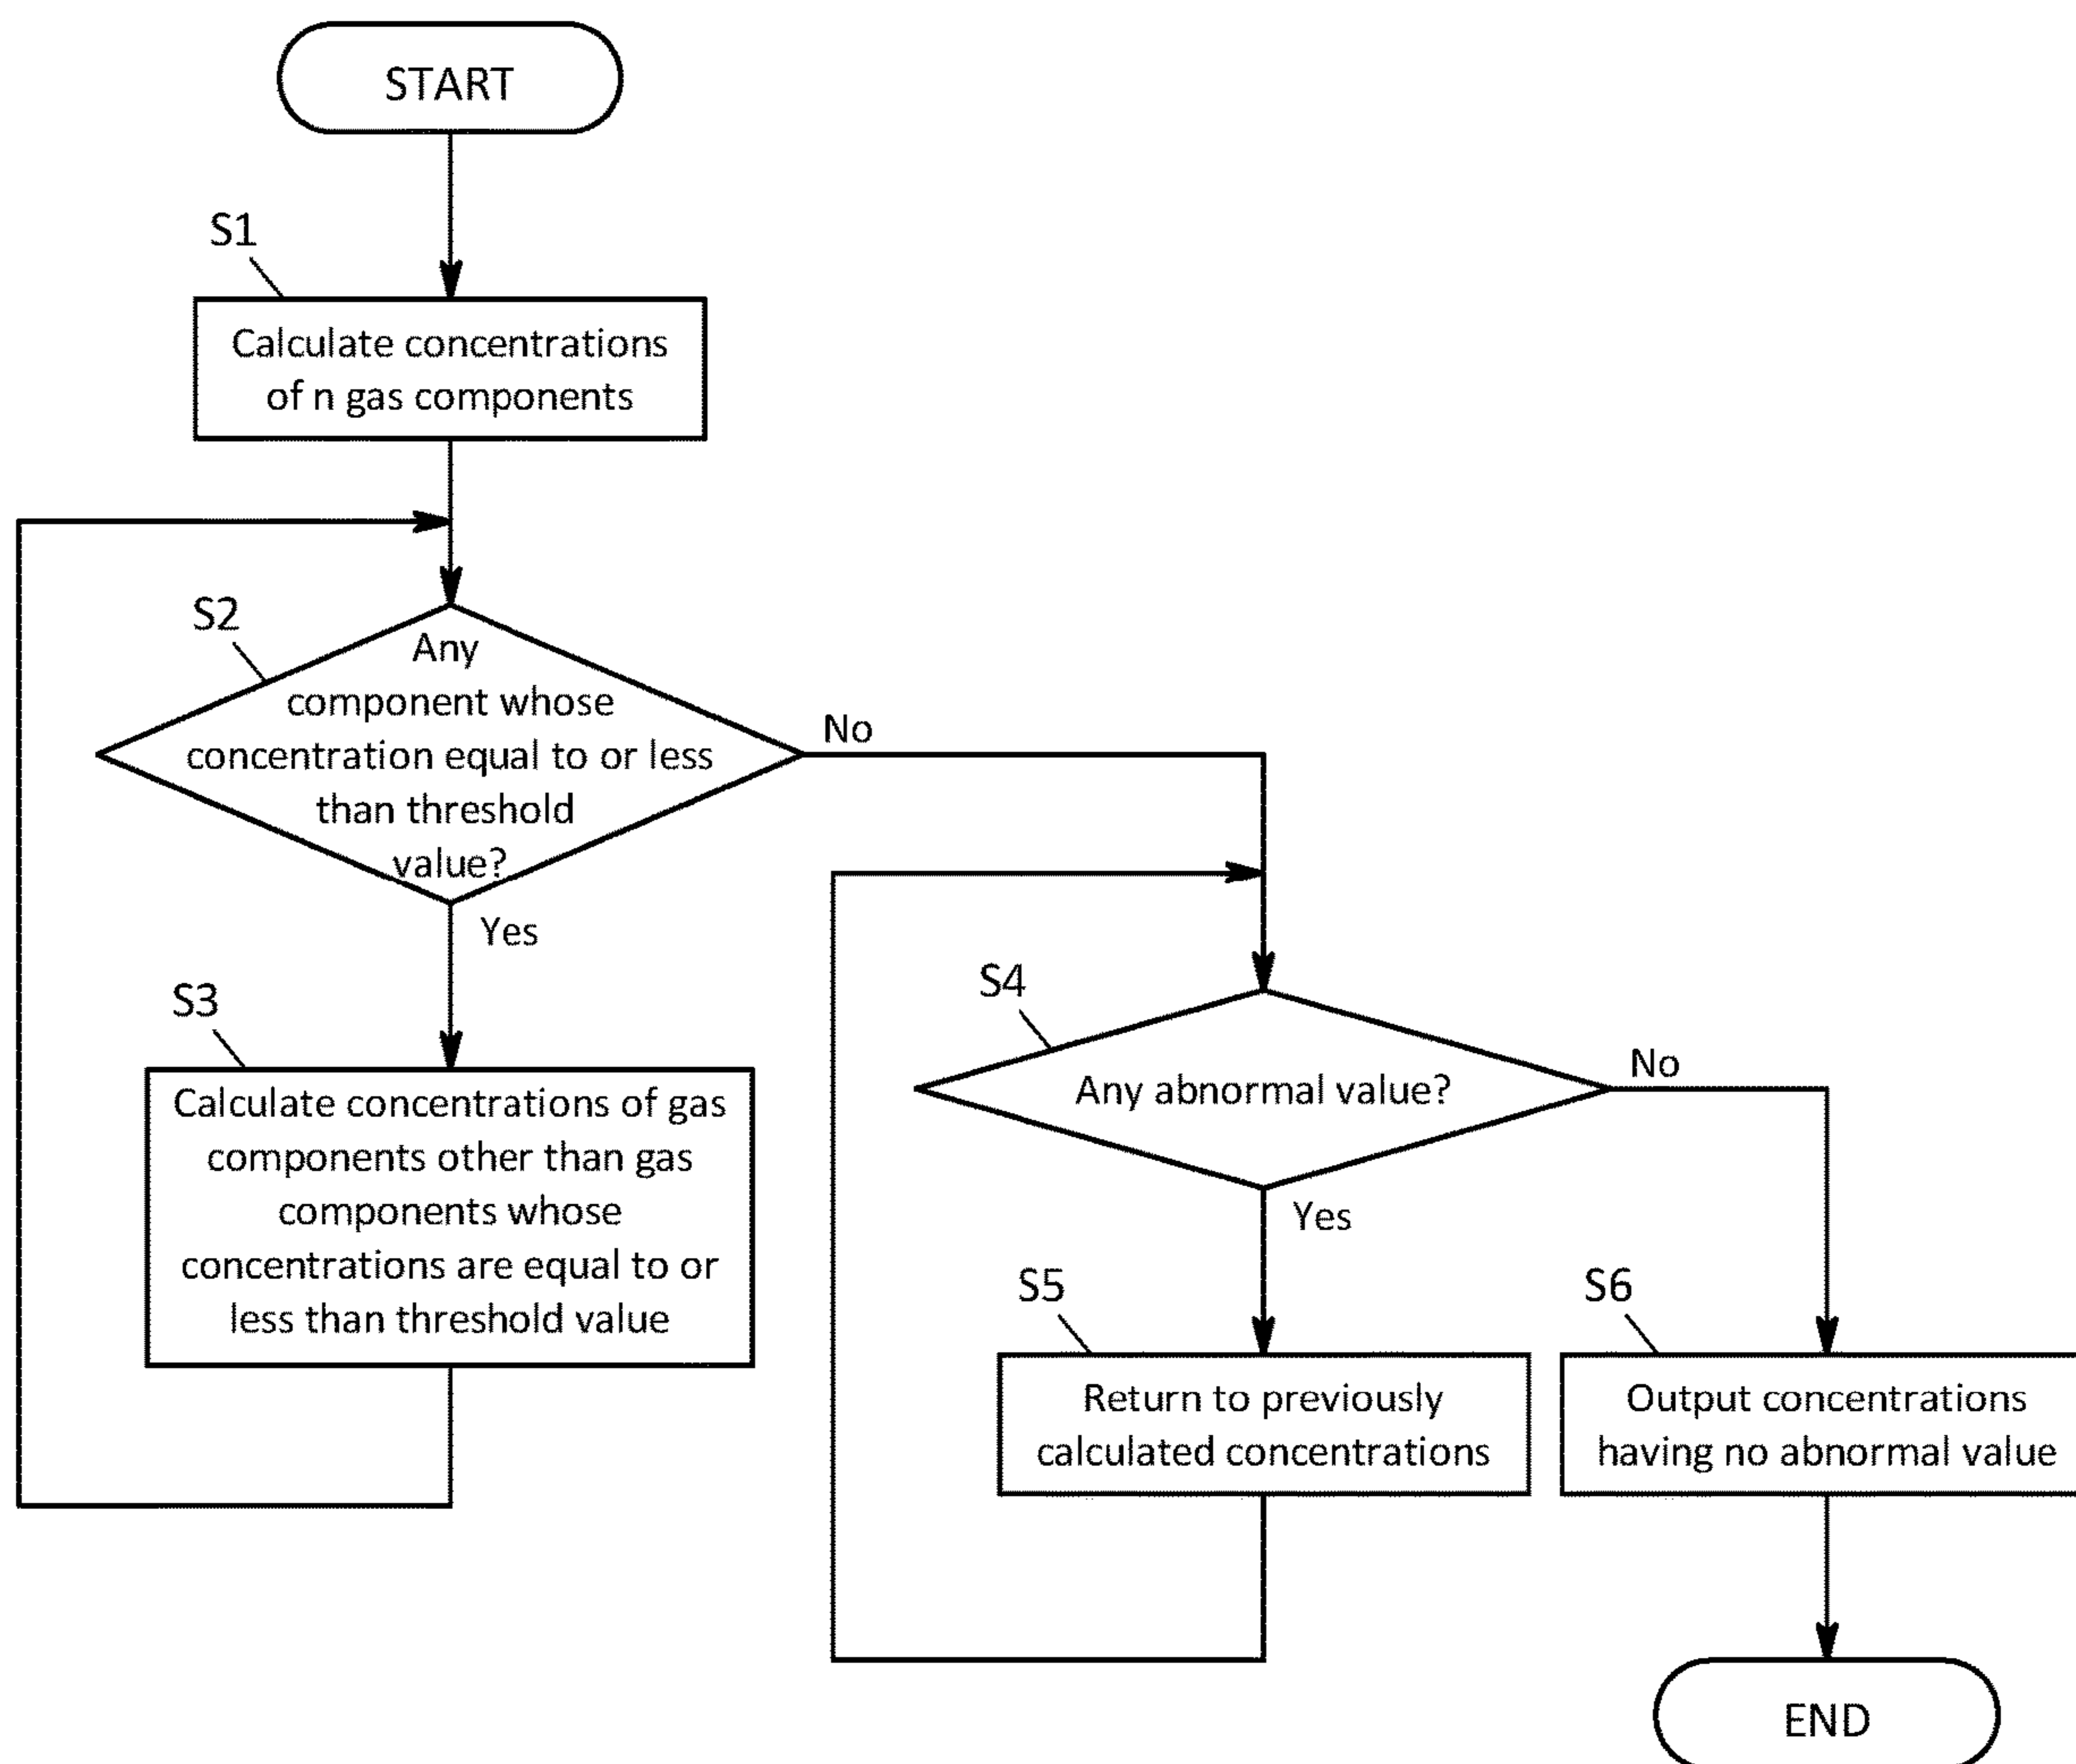 START
S1
Calculate concentrations
of n gas components
S2
Any
component whose
concentration equal to or less
than threshold
value?
No
Yes
S3
Calculate concentrations of gas
components other than gas
components whose
concentrations are equal to or
less than threshold value
S4
Any abnormal value?
No
Yes
S5
Return to previously
calculated concentrations
S6
Output concentrations
having no abnormal value
END